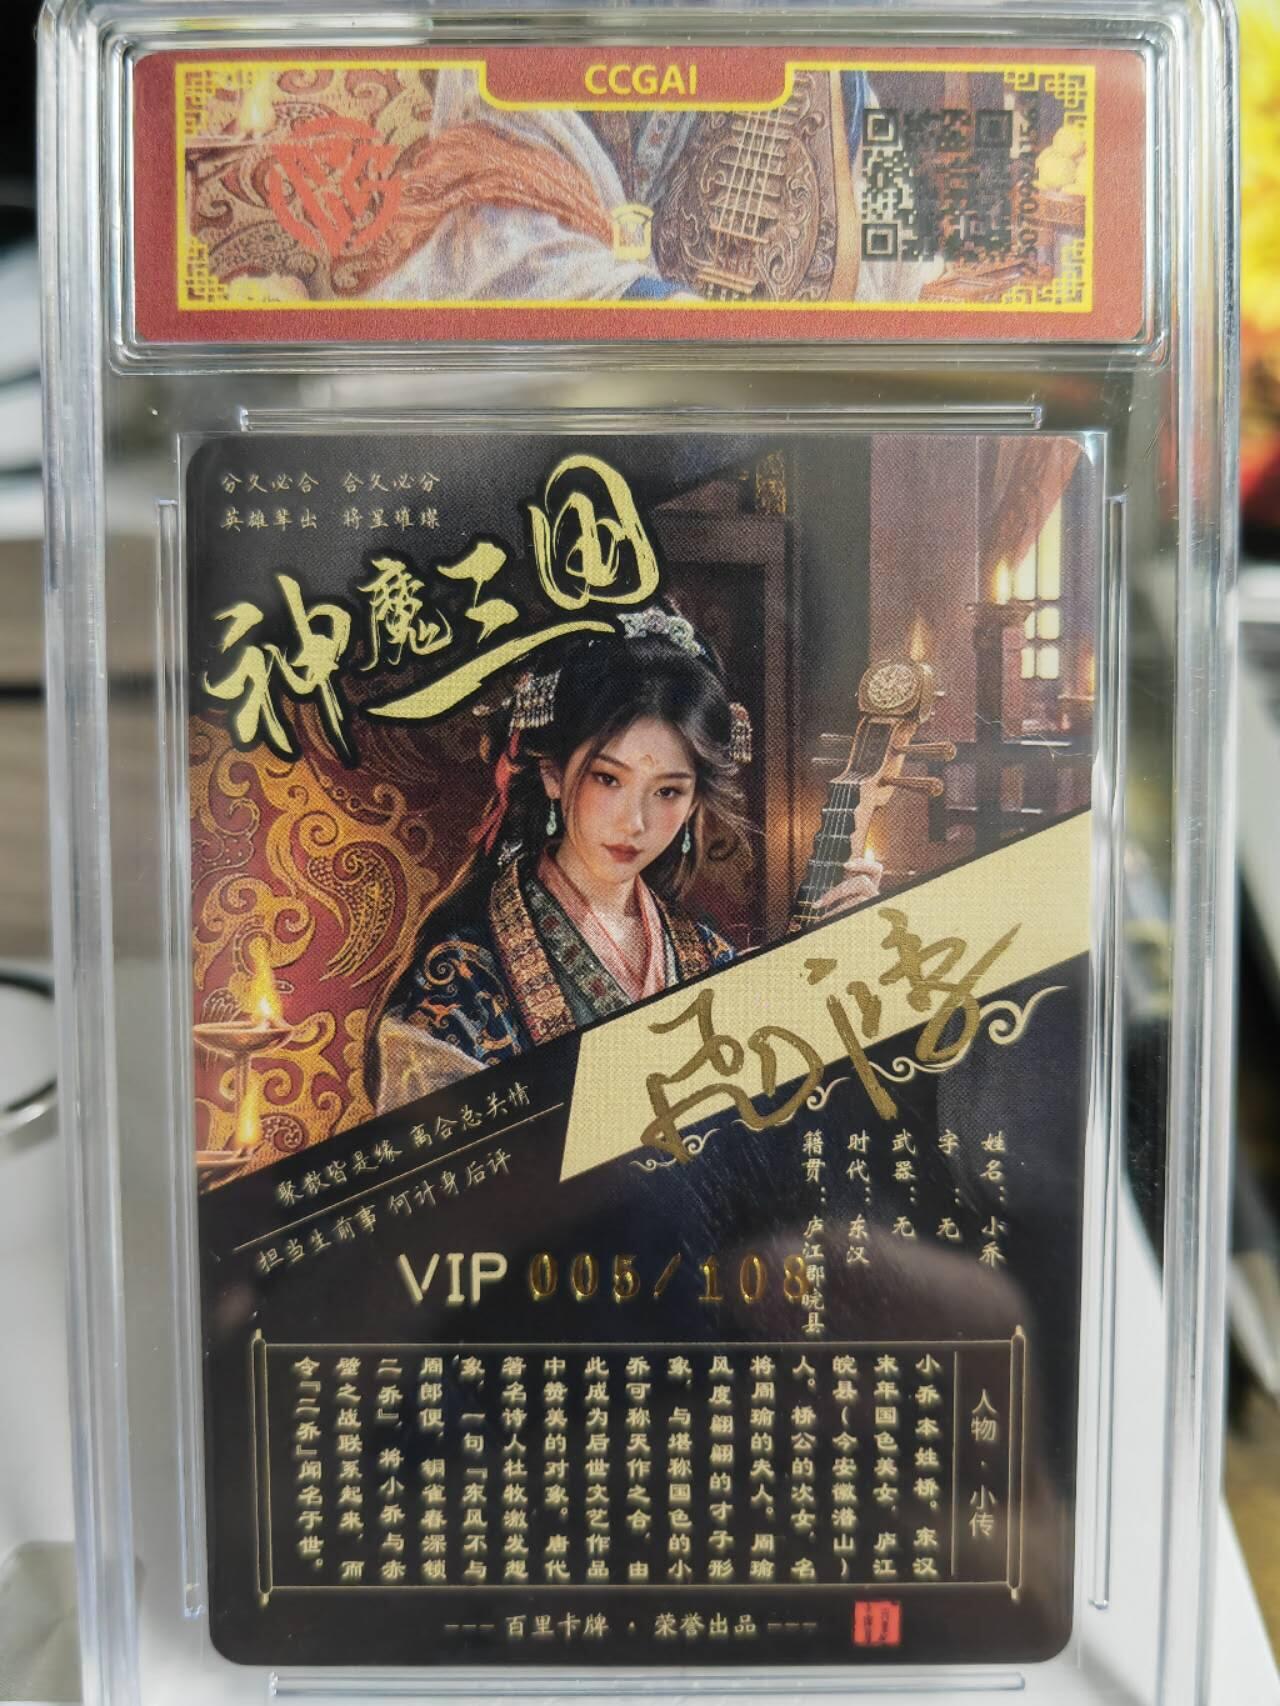 CCGAI
分久必合 合久必分
英雄辈出 将星璀璨
神魔三国
聚散皆是缘 离合总关情
担当生前事 何计身后评
姓名：小乔
字：无
武器：无
时代：东汉
籍贯：庐江郡皖县
VIP 005/108
人物·小传
小乔本姓桥。东汉
末年国色美女，庐江
皖县（今安徽潜山）
人。桥公的次女，名
将周瑜的夫人。周瑜
风度翩翩的才子形
象，与堪称国色的小
乔可称天作之合，由
此成为后世文艺作品
中赞美的对象。唐代
著名诗人杜牧激发想
象，一句『东风不与
周郎便，铜雀春深锁
二乔』，将小乔与赤
壁之战联系起来，而
令『二乔』闻名于世。
--- 百里卡牌 · 荣誉出品 ---